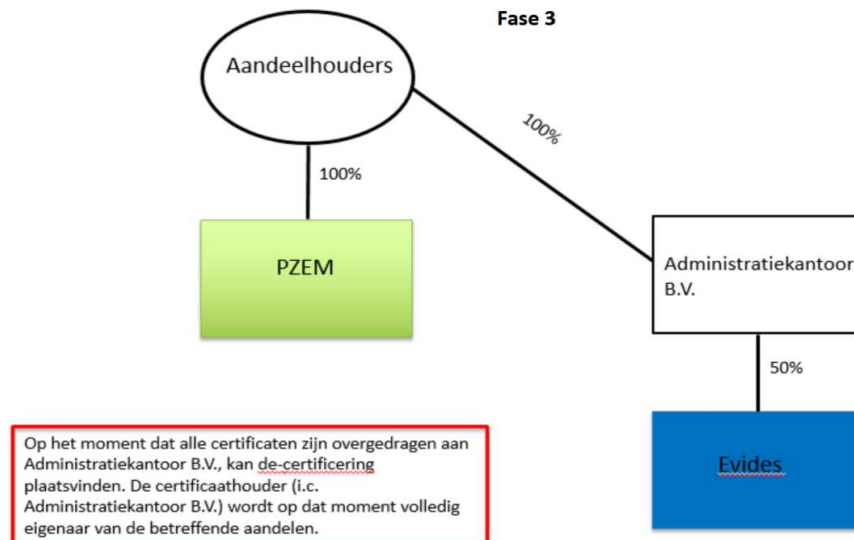 Fase 3
Aandeelhouders
100%
100%
PZEM
Administratiekantoor
B.V.
50%
Evides
Op het moment dat alle certificaten zijn overgedragen aan
Administratiekantoor B.V., kan de-certificering
plaatsvinden. De certificaathouder (i.c.
Administratiekantoor B.V.) wordt op dat moment volledig
eigenaar van de betreffende aandelen.